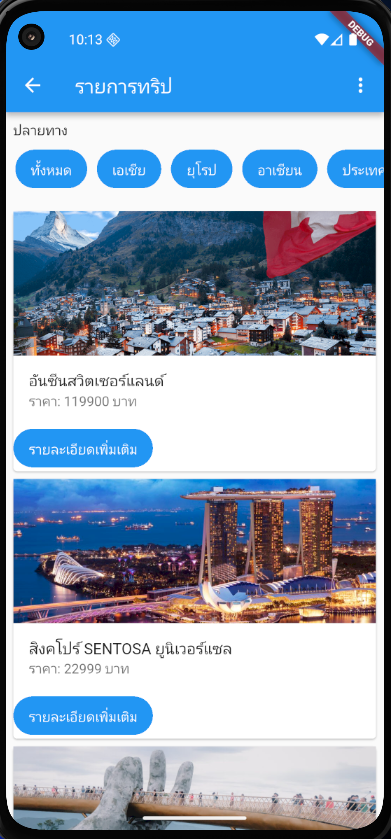 10:13
DEBUG
รายการทริป
ปลายทาง
ทั้งหมด เอเชีย ยุโรป อาเซียน ประเทศ
อันซีนสวิตเซอร์แลนด์
ราคา: 119900 บาท
รายละเอียดเพิ่มเติม
สิงคโปร์ SENTOSA ยูนิเวอร์แซล
ราคา: 22999 บาท
รายละเอียดเพิ่มเติม